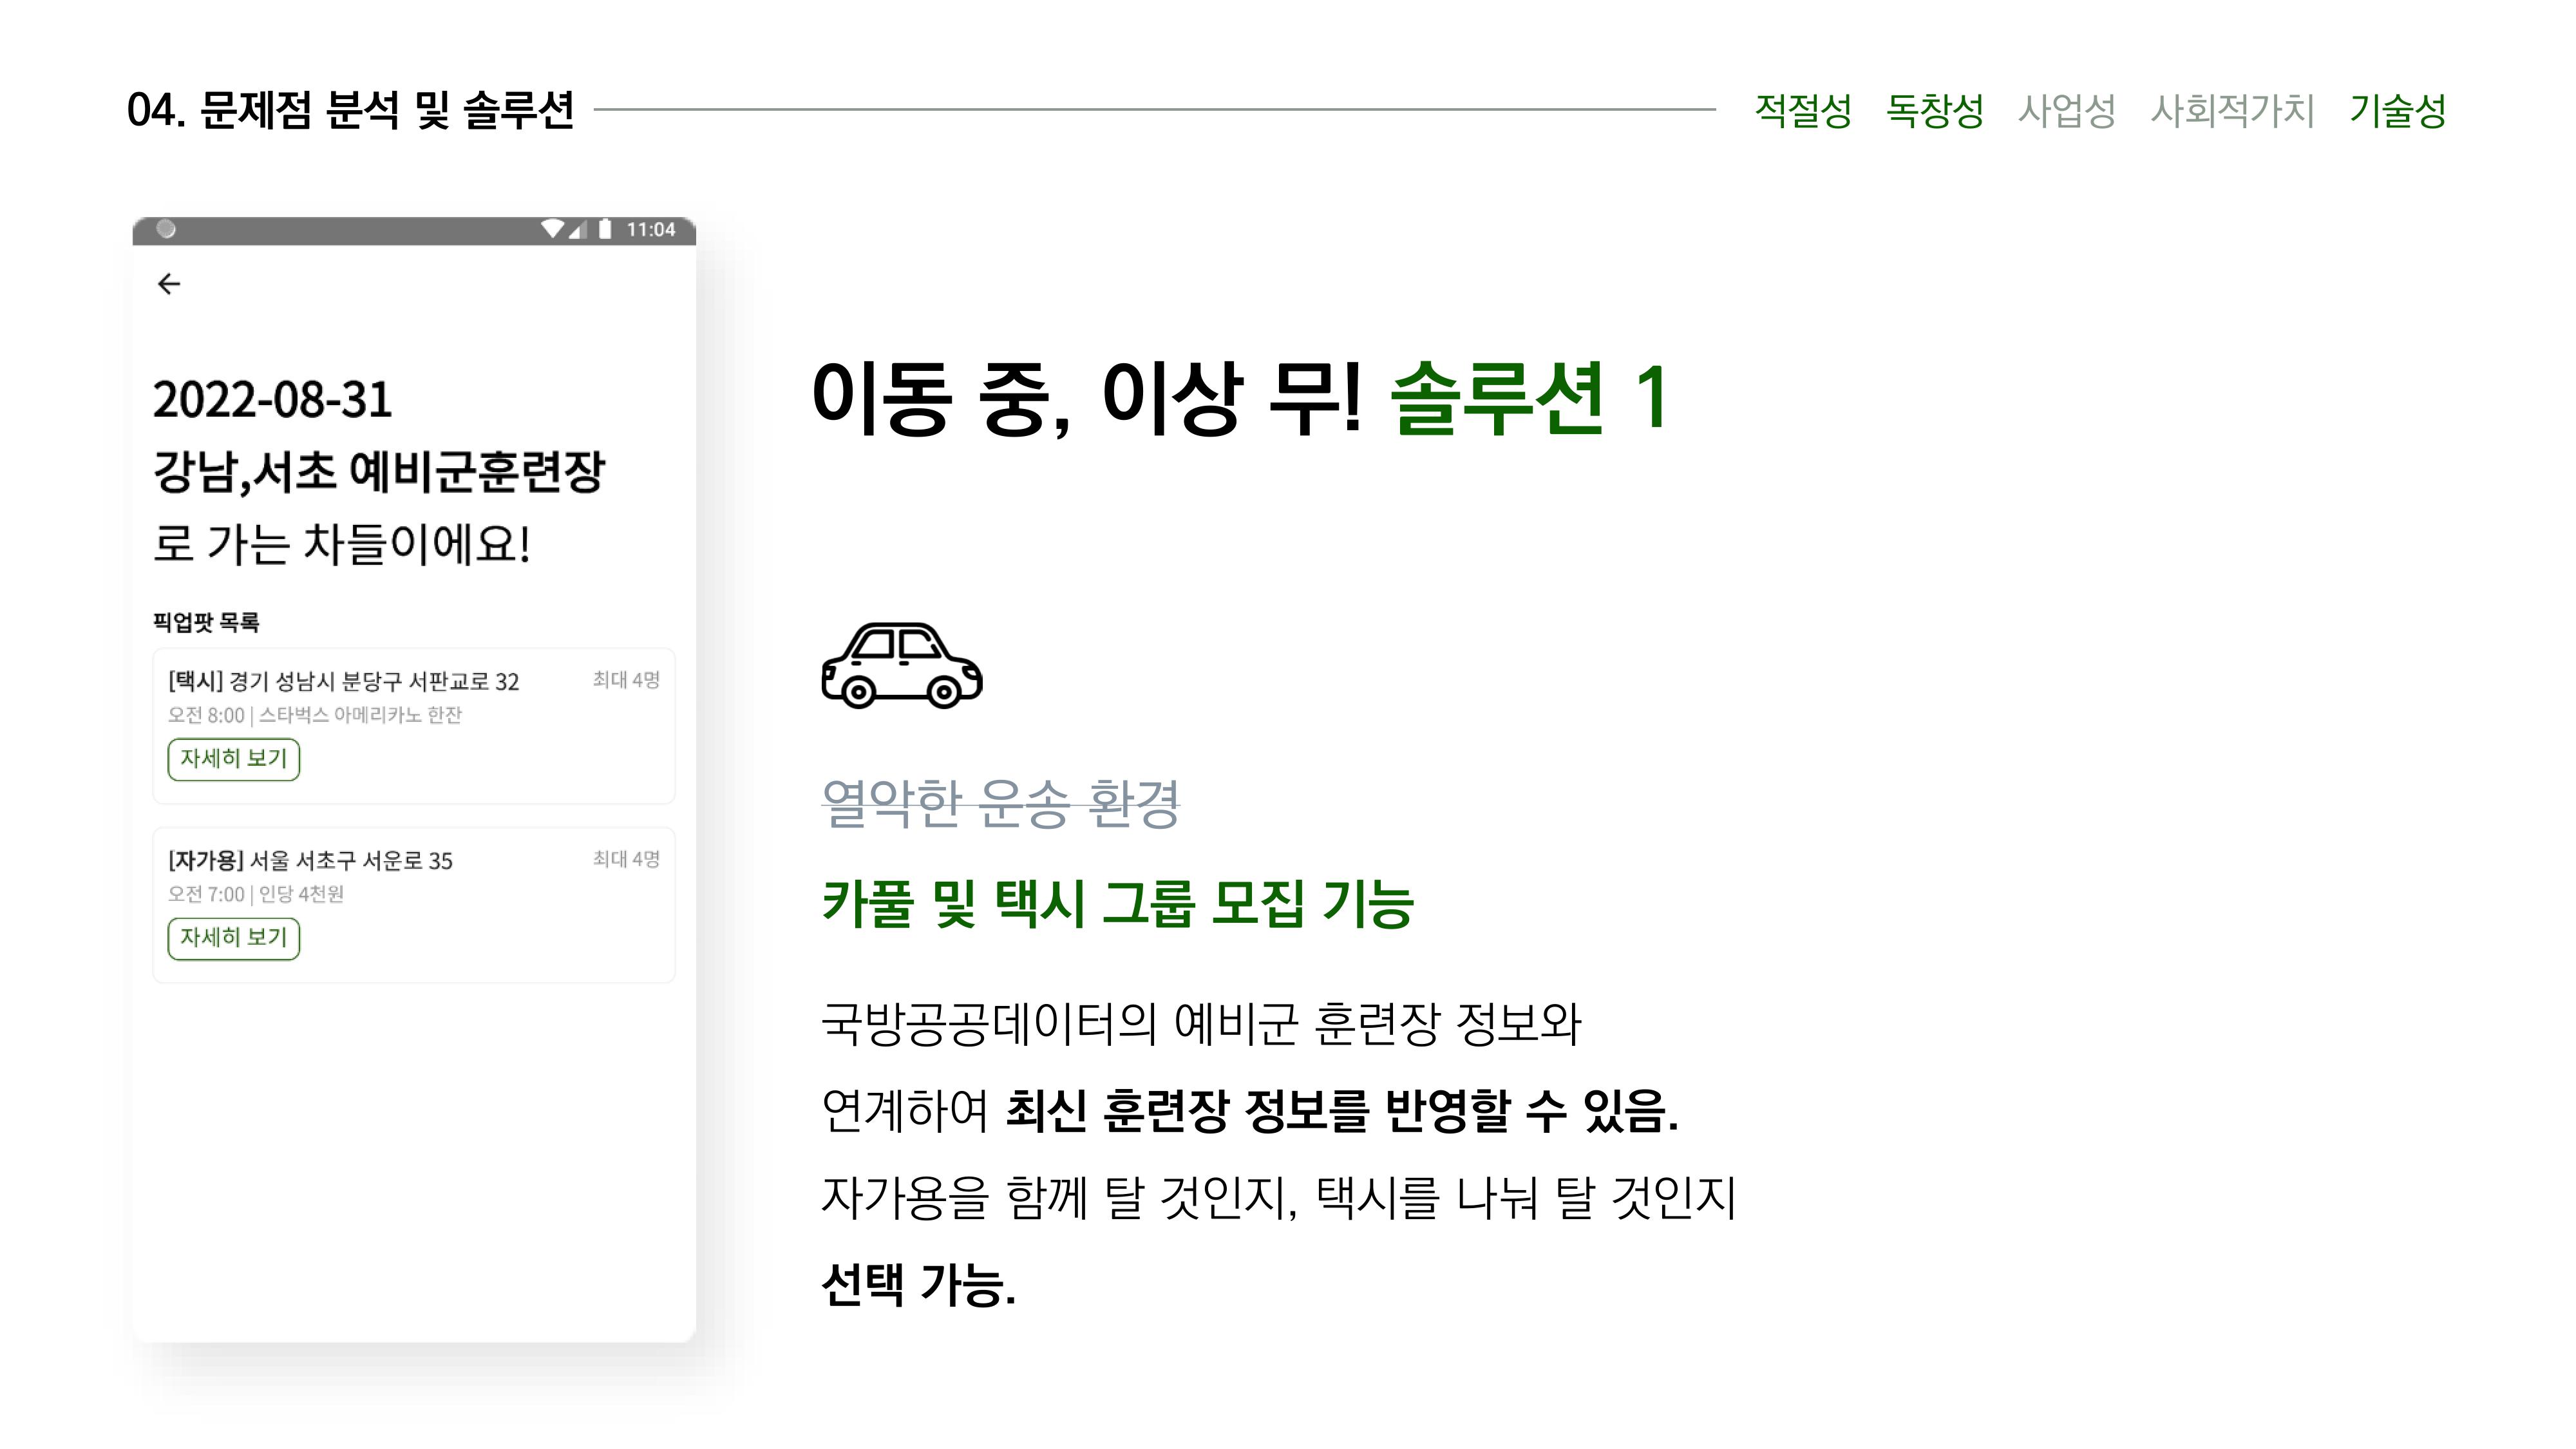 04. 문제점 분석 및 솔루션
적절성 독창성 사업성 사회적가치 기술성
11:04
2022-08-31
강남,서초 예비군훈련장
로 가는 차들이에요!
픽업팟 목록
[택시] 경기 성남시 분당구 서판교로 32 최대 4명
오전 8:00 | 스타벅스 아메리카노 한잔
자세히 보기
[자가용] 서울 서초구 서운로 35 최대 4명
오전 7:00 | 인당 4천원
자세히 보기
이동 중, 이상 무! 솔루션 1
열악한 운송 환경
카풀 및 택시 그룹 모집 기능
국방공공데이터의 예비군 훈련장 정보와
연계하여 최신 훈련장 정보를 반영할 수 있음.
자가용을 함께 탈 것인지, 택시를 나눠 탈 것인지
선택 가능.